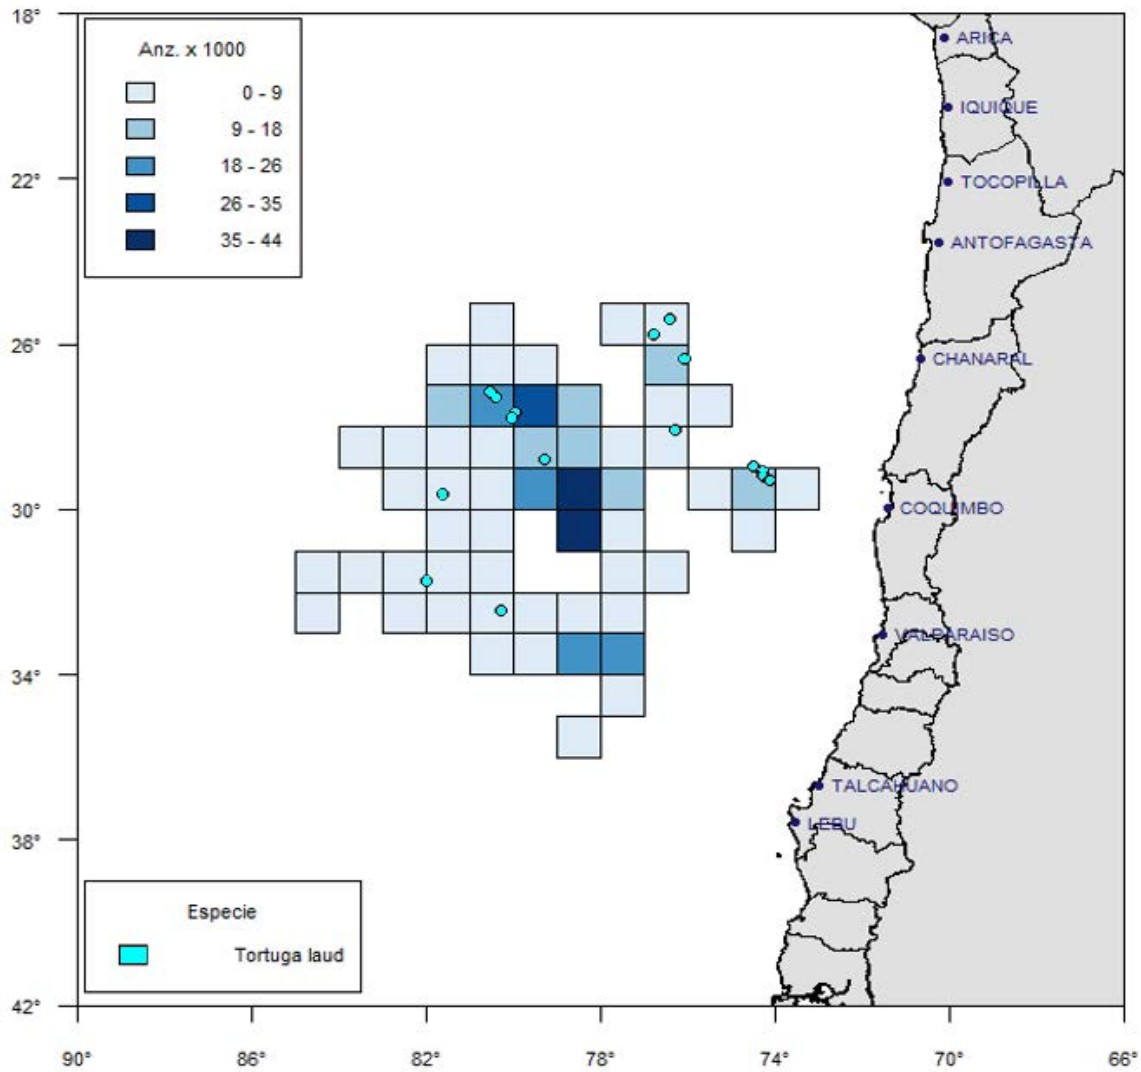 18°
22°
26°
30°
34°
38°
42°
Anz. x 1000
0 - 9
9 - 18
18 - 26
26 - 35
35 - 44
ARICA
IQUIQUE
TOCOPILLA
ANTOFAGASTA
CHANARAL
COQUIMBO
VALPARAISO
TALCAHUANO
LEBU
Especie
Tortuga laud
90°
86°
82°
78°
74°
70°
66°